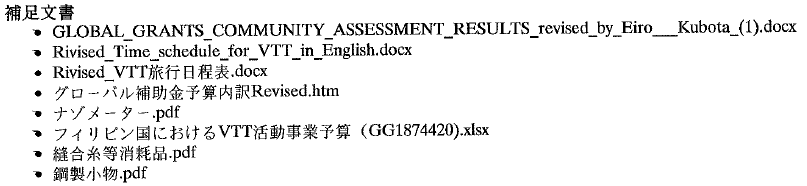 補足文書
• GLOBAL_GRANTS_COMMUNITY_ASSESSMENT_RESULTS_revised_by_Eiro___Kubota_(1).docx
• Rivised_Time_schedule_for_VTT_in_English.docx
• Rivised_VTT旅行日程表.docx
• グローバル補助金予算内訳Revised.htm
• ナゾメーター.pdf
• フィリピン国におけるVTT活動事業予算（GG1874420).xlsx
• 縫合糸等消耗品.pdf
• 鋼製小物.pdf